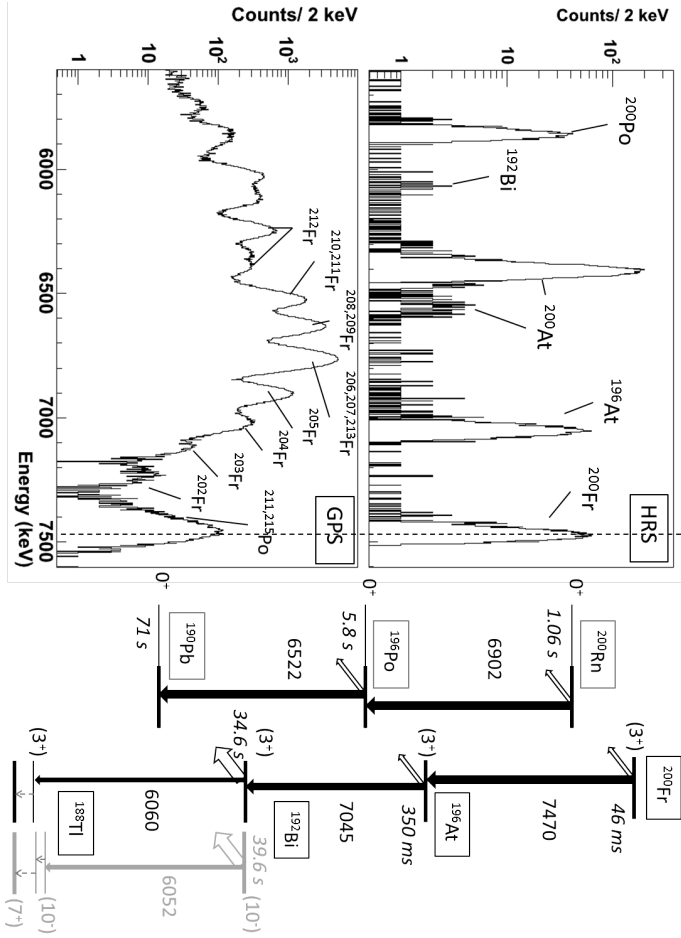 Counts/ 2 keV
1
10
10²
²⁰⁰Po
¹⁹²Bi
²⁰⁰At
¹⁹⁶At
²⁰⁰Fr
HRS
Counts/ 2 keV
1
10
10²
10³
²¹²Fr
²¹⁰,²¹¹Fr
²⁰⁸,²⁰⁹Fr
²⁰⁶,²⁰⁷,²¹³Fr
²⁰⁵Fr
²⁰⁴Fr
²⁰³Fr
²⁰²Fr
²¹¹,²¹⁵Po
GPS
6000
6500
7000
7500
Energy (keV)
0⁺
1.06 s
²⁰⁰Rn
6902
0⁺
5.8 s
¹⁹⁶Po
6522
0⁺
71 s
¹⁹⁰Pb
(3⁺)
²⁰⁰Fr
46 ms
7470
(3⁺)
¹⁹⁶At
350 ms
7045
(3⁺)
34.6 s
¹⁹²Bi
39.6 s
(10⁻)
6060
6052
(3⁺)
¹⁸⁸Tl
(10⁻)
(7⁺)